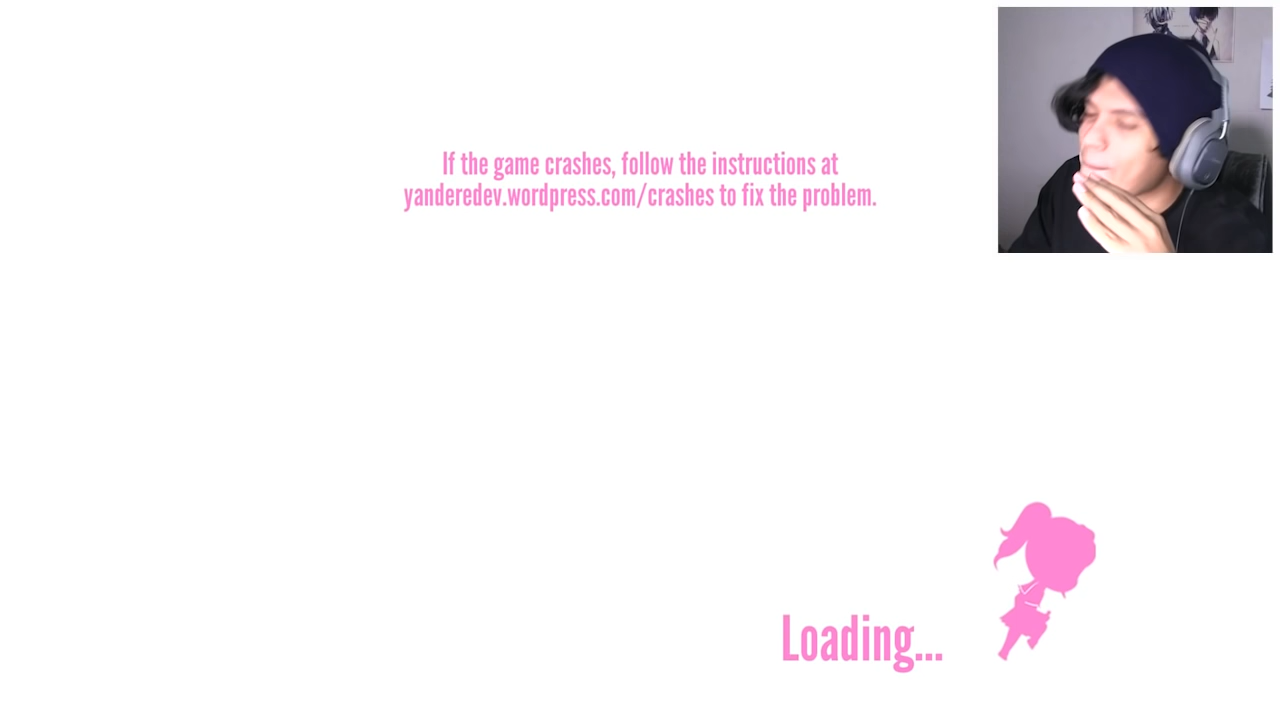 If the game crashes, follow the instructions at
yanderedev.wordpress.com/crashes to fix the problem.
Loading...